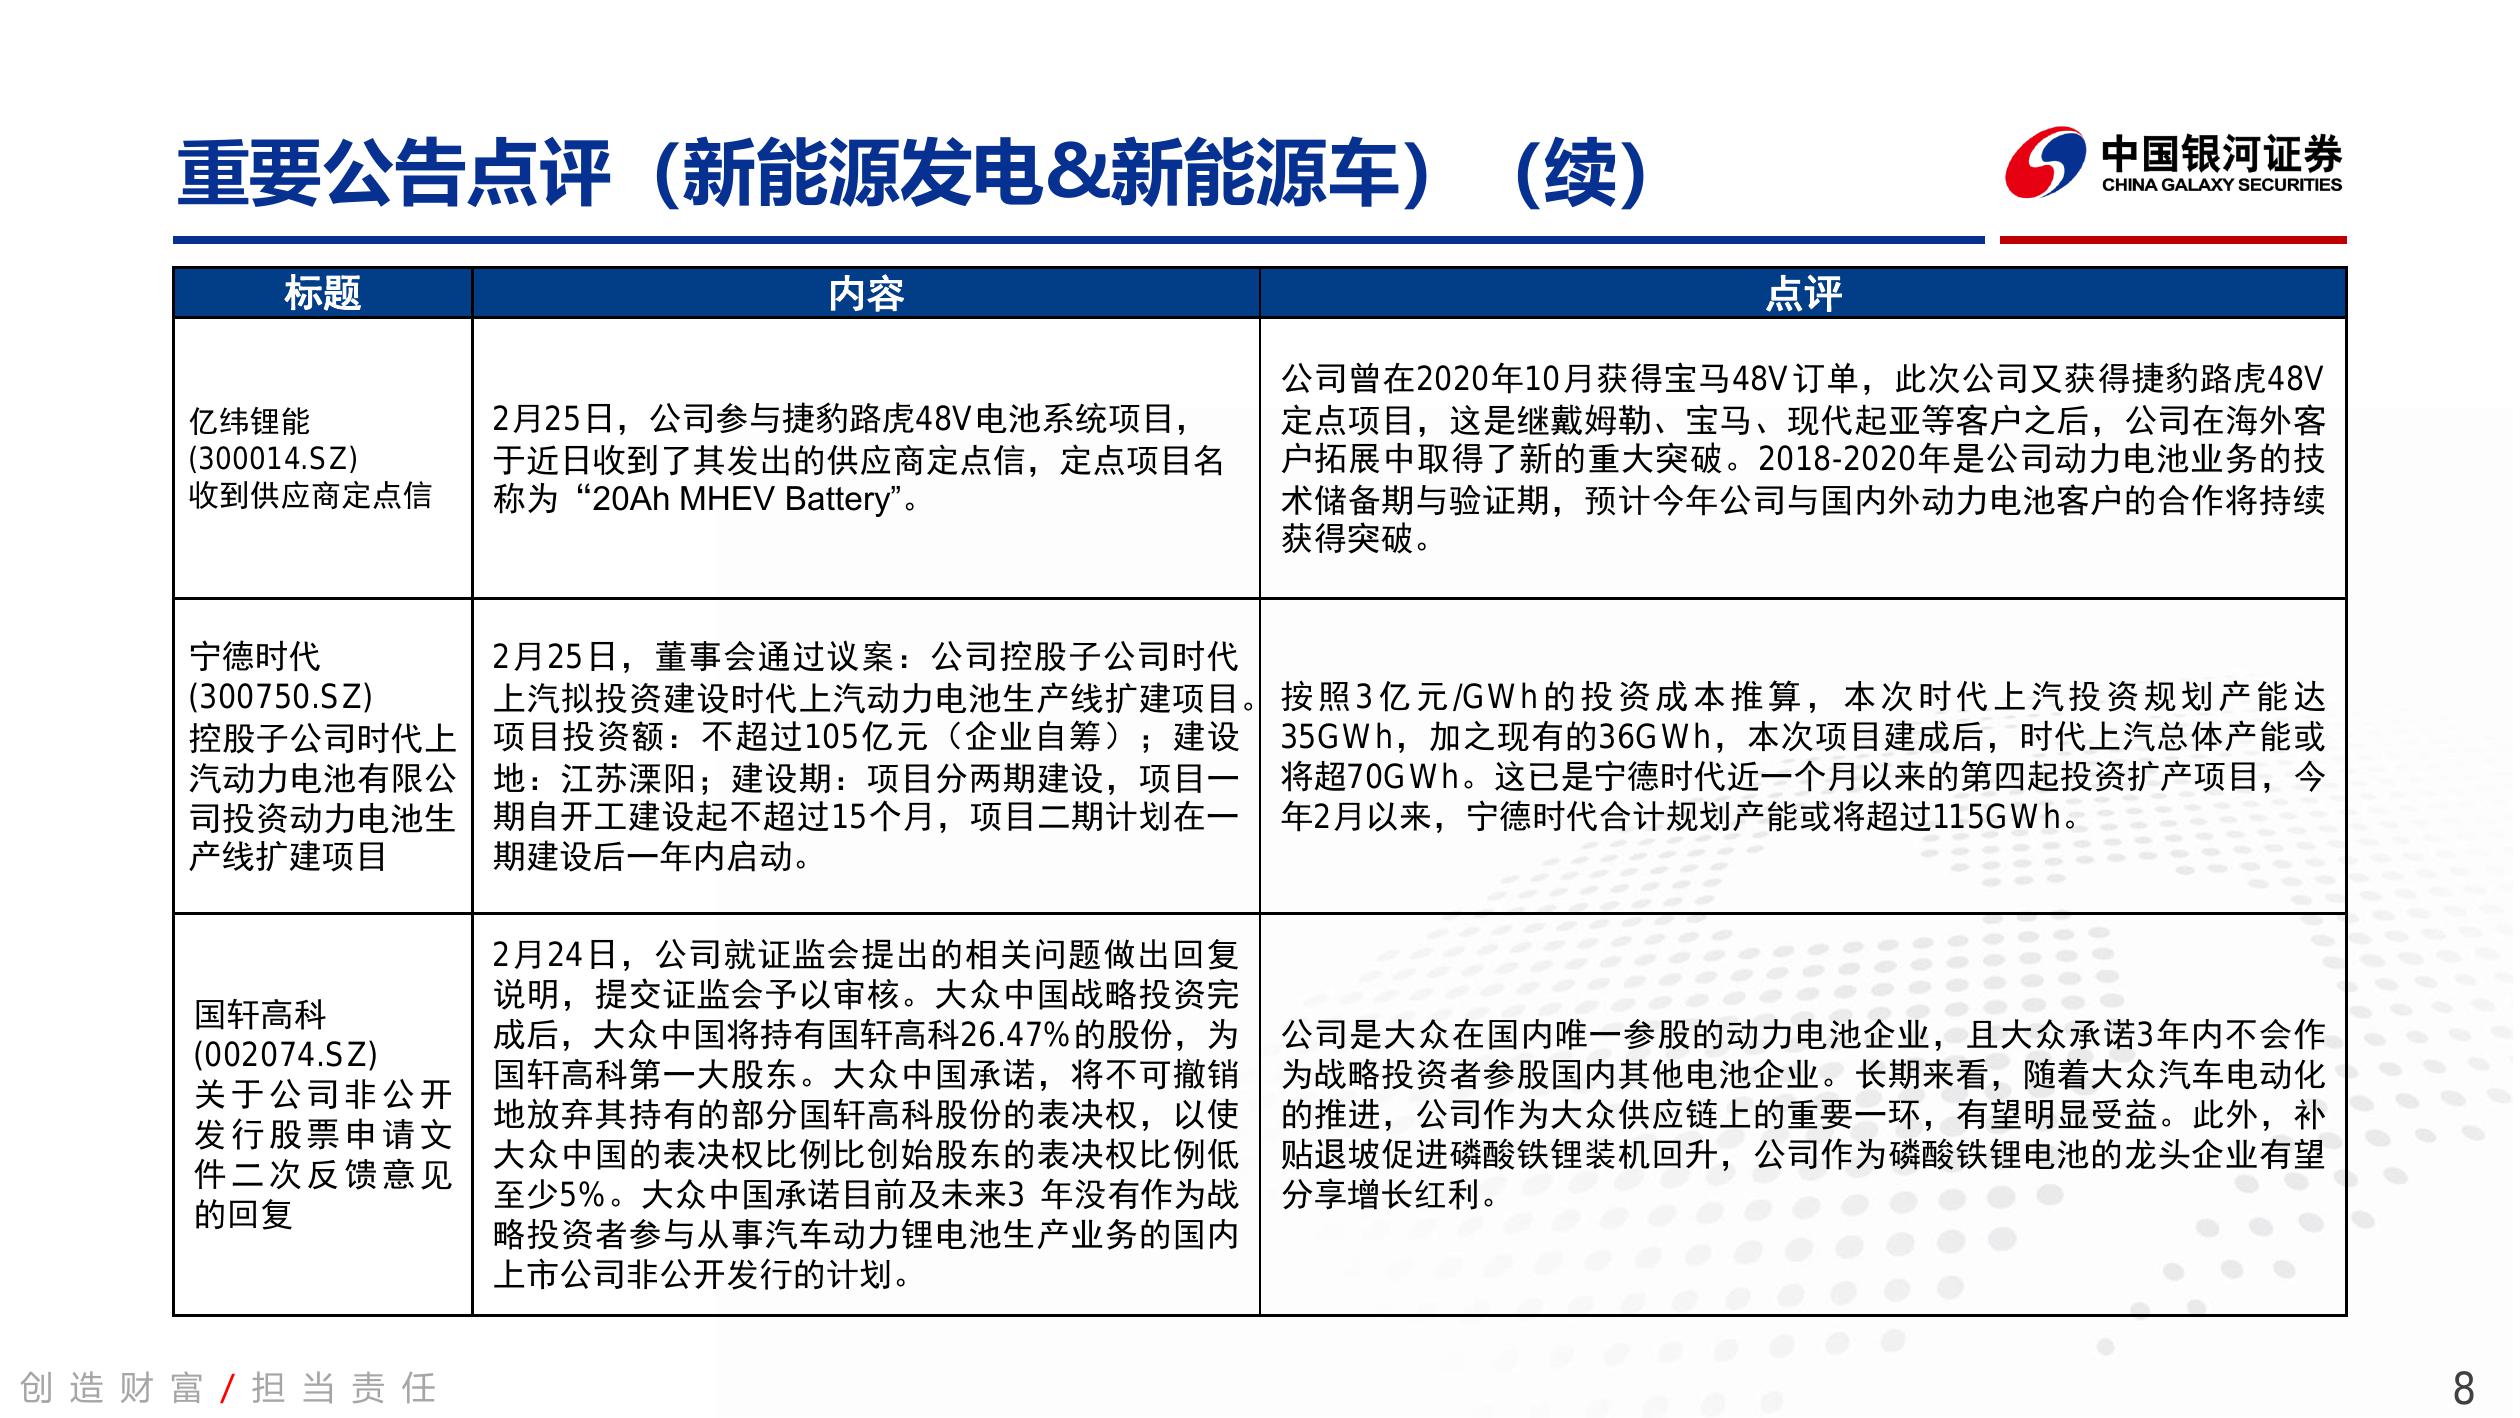 重要公告点评（新能源发电&新能源车）（续）
中国银河证券
CHINA GALAXY SECURITIES
标题
内容
点评
亿纬锂能
(300014.SZ)
收到供应商定点信
2月25日，公司参与捷豹路虎48V电池系统项目，
于近日收到了其发出的供应商定点信，定点项目名
称为“20Ah MHEV Battery”。
公司曾在2020年10月获得宝马48V订单，此次公司又获得捷豹路虎48V
定点项目，这是继戴姆勒、宝马、现代起亚等客户之后，公司在海外客
户拓展中取得了新的重大突破。2018-2020年是公司动力电池业务的技
术储备期与验证期，预计今年公司与国内外动力电池客户的合作将持续
获得突破。
宁德时代
(300750.SZ)
控股子公司时代上
汽动力电池有限公
司投资动力电池生
产线扩建项目
2月25日，董事会通过议案：公司控股子公司时代
上汽拟投资建设时代上汽动力电池生产线扩建项目。
项目投资额：不超过105亿元（企业自筹）；建设
地：江苏溧阳；建设期：项目分两期建设，项目一
期自开工建设起不超过15个月，项目二期计划在一
期建设后一年内启动。
按照3亿元/GWh的投资成本推算，本次时代上汽投资规划产能达
35GWh，加之现有的36GWh，本次项目建成后，时代上汽总体产能或
将超70GWh。这已是宁德时代近一个月以来的第四起投资扩产项目，今
年2月以来，宁德时代合计规划产能或将超过115GWh。
国轩高科
(002074.SZ)
关于公司非公开
发行股票申请文
件二次反馈意见
的回复
2月24日，公司就证监会提出的相关问题做出回复
说明，提交证监会予以审核。大众中国战略投资完
成后，大众中国将持有国轩高科26.47%的股份，为
国轩高科第一大股东。大众中国承诺，将不可撤销
地放弃其持有的部分国轩高科股份的表决权，以使
大众中国的表决权比例比创始股东的表决权比例低
至少5%。大众中国承诺目前及未来3 年没有作为战
略投资者参与从事汽车动力锂电池生产业务的国内
上市公司非公开发行的计划。
公司是大众在国内唯一参股的动力电池企业，且大众承诺3年内不会作
为战略投资者参股国内其他电池企业。长期来看，随着大众汽车电动化
的推进，公司作为大众供应链上的重要一环，有望明显受益。此外，补
贴退坡促进磷酸铁锂装机回升，公司作为磷酸铁锂电池的龙头企业有望
分享增长红利。
创造财富/担当责任
8